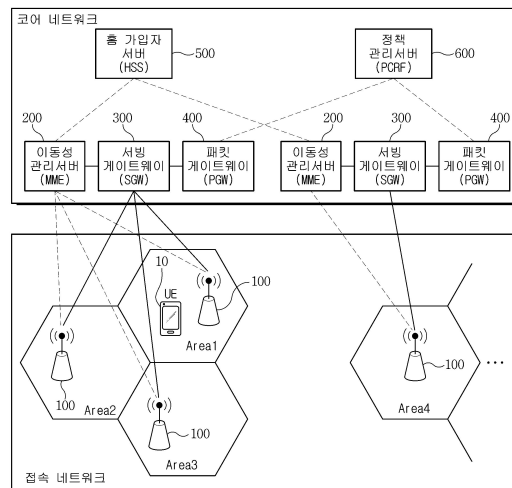 코어 네트워크
홈 가입자
서버
(HSS)
500
정책
관리서버
(PCRF)
600
200
300
400
200
300
400
이동성
관리서버
(MME)
서빙
게이트웨이
(SGW)
패킷
게이트웨이
(PGW)
이동성
관리서버
(MME)
서빙
게이트웨이
(SGW)
패킷
게이트웨이
(PGW)
10
UE
100
Area1
100
Area2
100
Area3
100
Area4
...
접속 네트워크